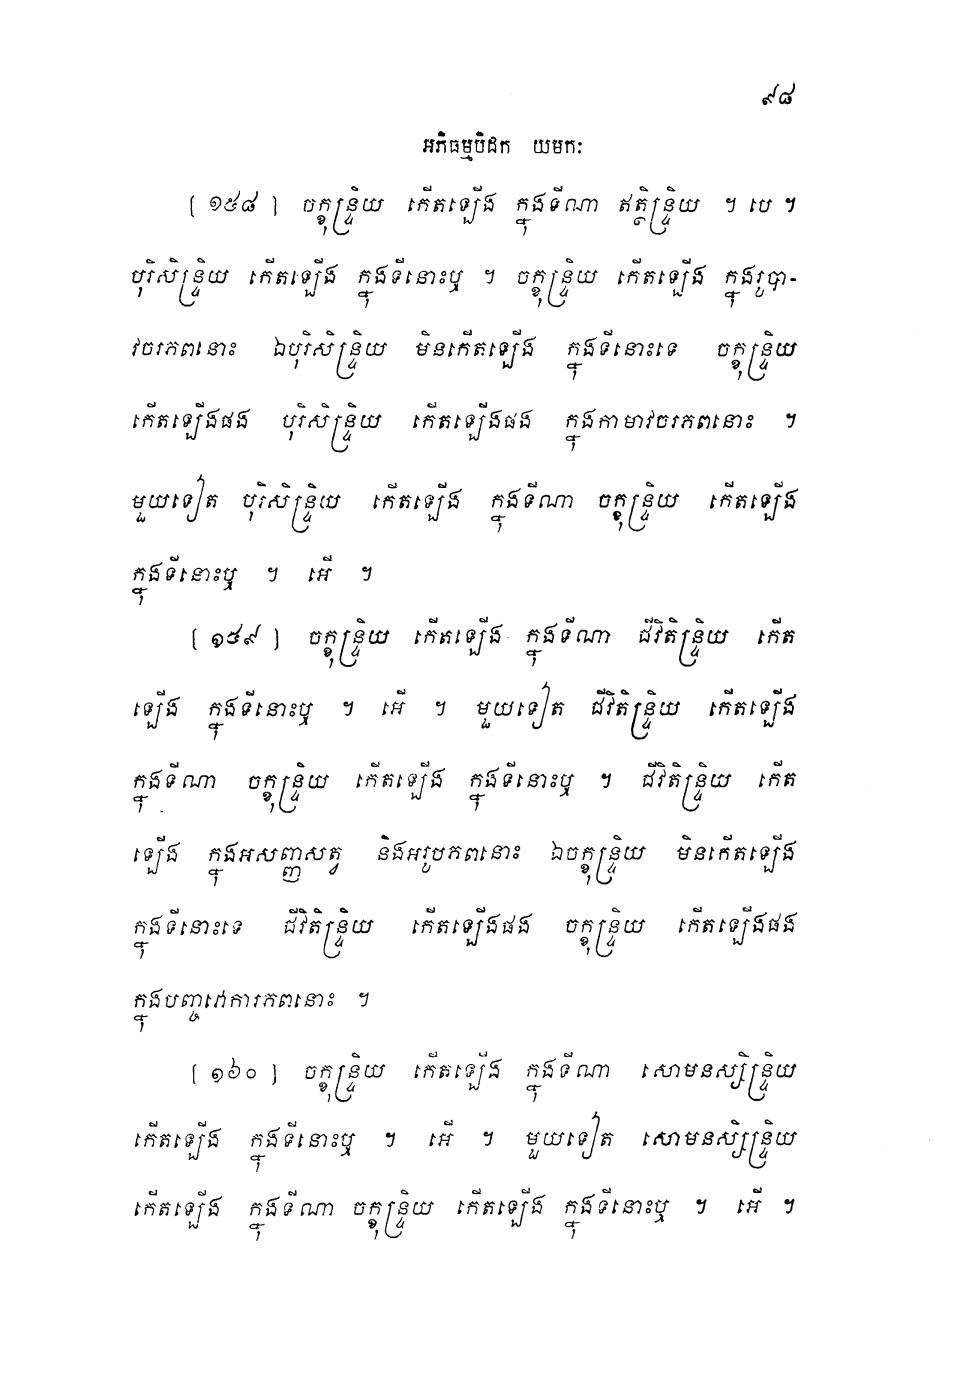 ៩៨
អភិធម្មបិដក យមកៈ
[ ១៥៨ ] ចក្ខុន្ទ្រិយ កើតឡើង ក្នុងទីណា ឥត្ថិន្ទ្រិយ ។ បេ ។
បុរិសិន្ទ្រិយ កើតឡើង ក្នុងទីនោះឬ ។ ចក្ខុន្ទ្រិយ កើតឡើង ក្នុងរូបា-
វចរភពនោះ ឯបុរិសិន្ទ្រិយ មិនកើតឡើង ក្នុងទីនោះទេ ចក្ខុន្ទ្រិយ
កើតឡើងផង បុរិសិន្ទ្រិយ កើតឡើងផង ក្នុងកាមាវចរភពនោះ ។
មួយទៀត បុរិសិន្ទ្រិយ កើតឡើង ក្នុងទីណា ចក្ខុន្ទ្រិយ កើតឡើង
ក្នុងទីនោះឬ ។ អើ ។
[ ១៥៩ ] ចក្ខុន្ទ្រិយ កើតឡើង ក្នុងទីណា ជីវិតិន្ទ្រិយ កើត
ឡើង ក្នុងទីនោះឬ ។ អើ ។ មួយទៀត ជីវិតិន្ទ្រិយ កើតឡើង
ក្នុងទីណា ចក្ខុន្ទ្រិយ កើតឡើង ក្នុងទីនោះឬ ។ ជីវិតិន្ទ្រិយ កើត
ឡើង ក្នុងអសញ្ញសត្វ និងអរូបភពនោះ ឯចក្ខុន្ទ្រិយ មិនកើតឡើង
ក្នុងទីនោះទេ ជីវិតិន្ទ្រិយ កើតឡើងផង ចក្ខុន្ទ្រិយ កើតឡើងផង
ក្នុងបញ្ចវោការភពនោះ ។
[ ១៦០ ] ចក្ខុន្ទ្រិយ កើតឡើង ក្នុងទីណា សោមនស្សិន្ទ្រិយ
កើតឡើង ក្នុងទីនោះឬ ។ អើ ។ មួយទៀត សោមនស្សិន្ទ្រិយ
កើតឡើង ក្នុងទីណា ចក្ខុន្ទ្រិយ កើតឡើង ក្នុងទីនោះឬ ។ អើ ។